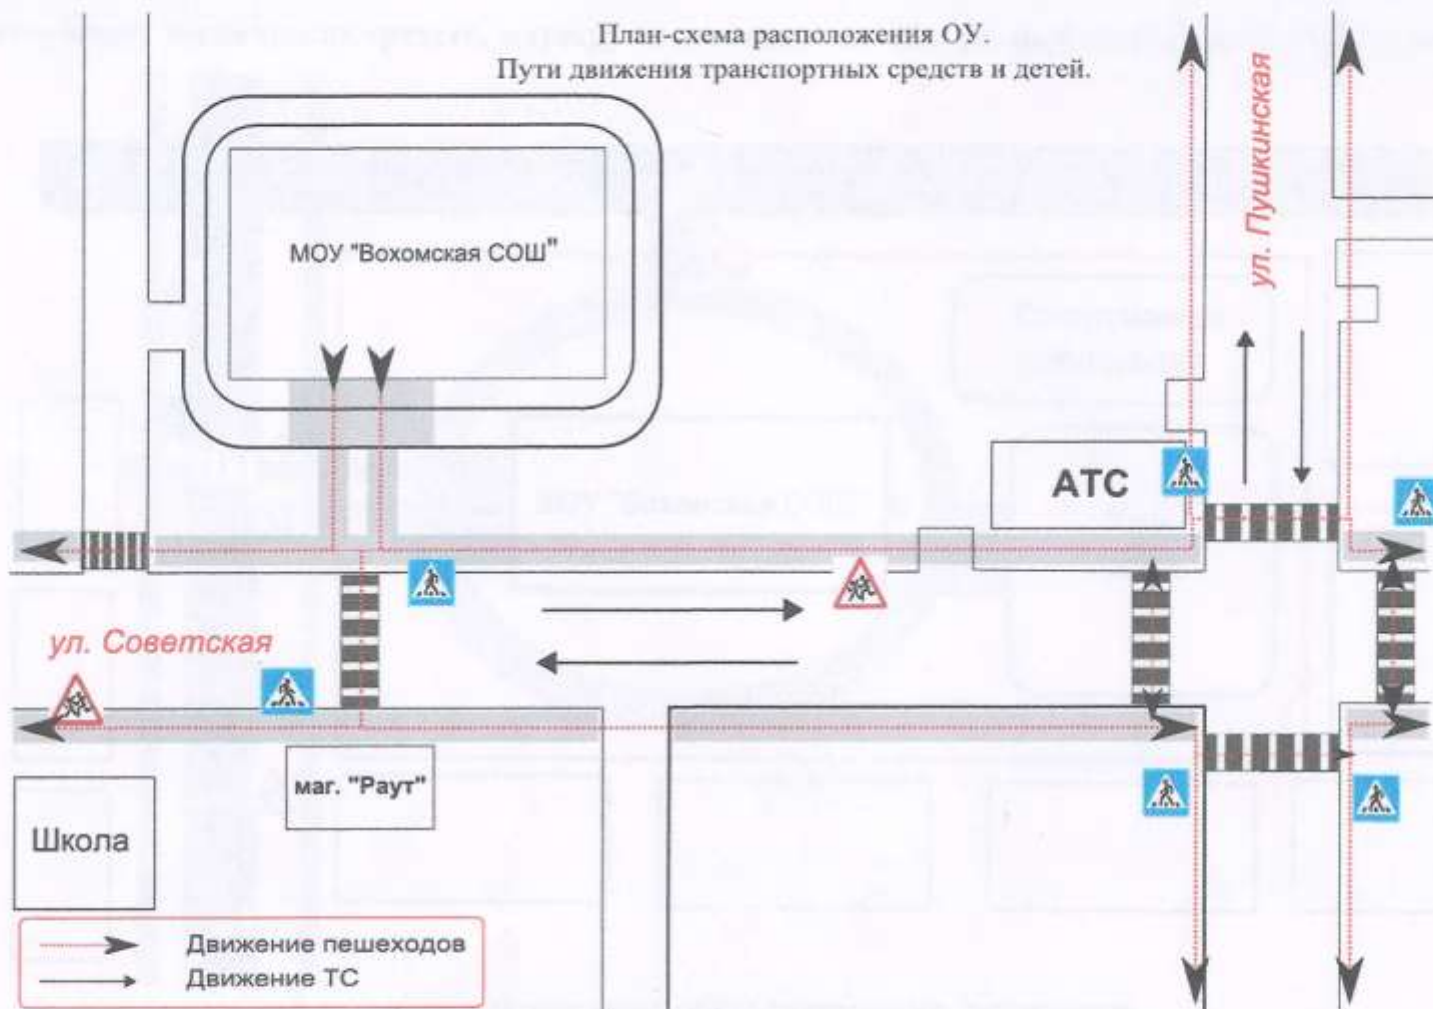 План-схема расположения ОУ.
Пути движения транспортных средств и детей.
ул. Пушкинская
МОУ "Вохомская СОШ"
АТС
ул. Советская
маг. "Раут"
Школа
Движение пешеходов
Движение ТС